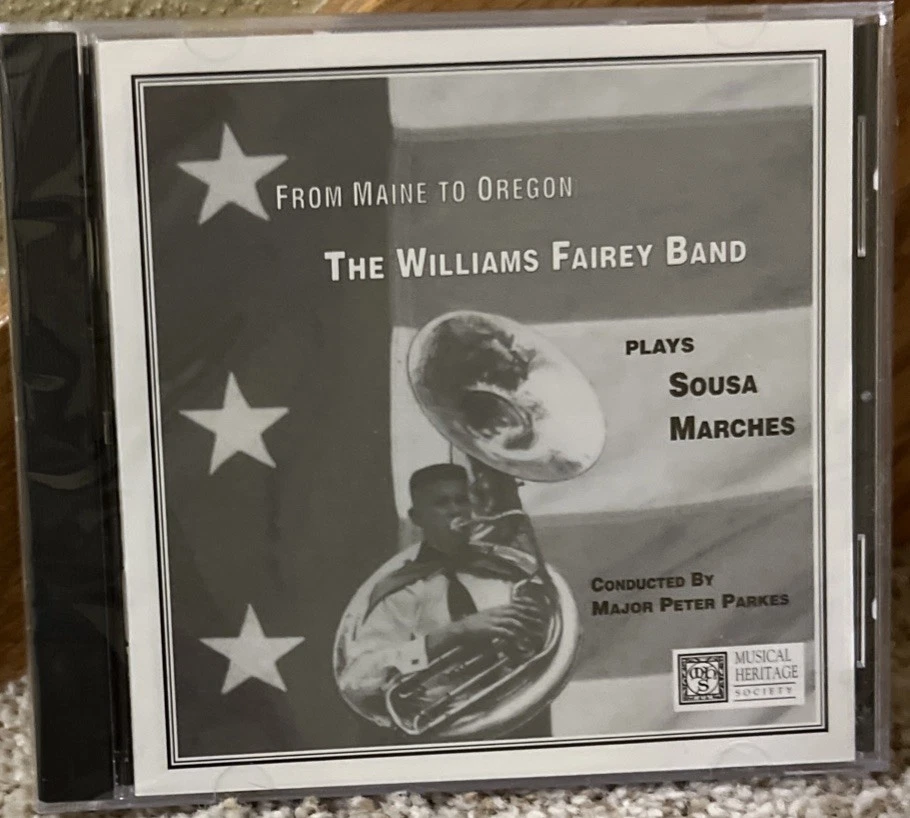 FROM MAINE TO OREGON
THE WILLIAMS FAIREY BAND
PLAYS
SOUSA
MARCHES
CONDUCTED BY
MAJOR PETER PARKES
MHS
MUSICAL
HERITAGE
SOCIETY